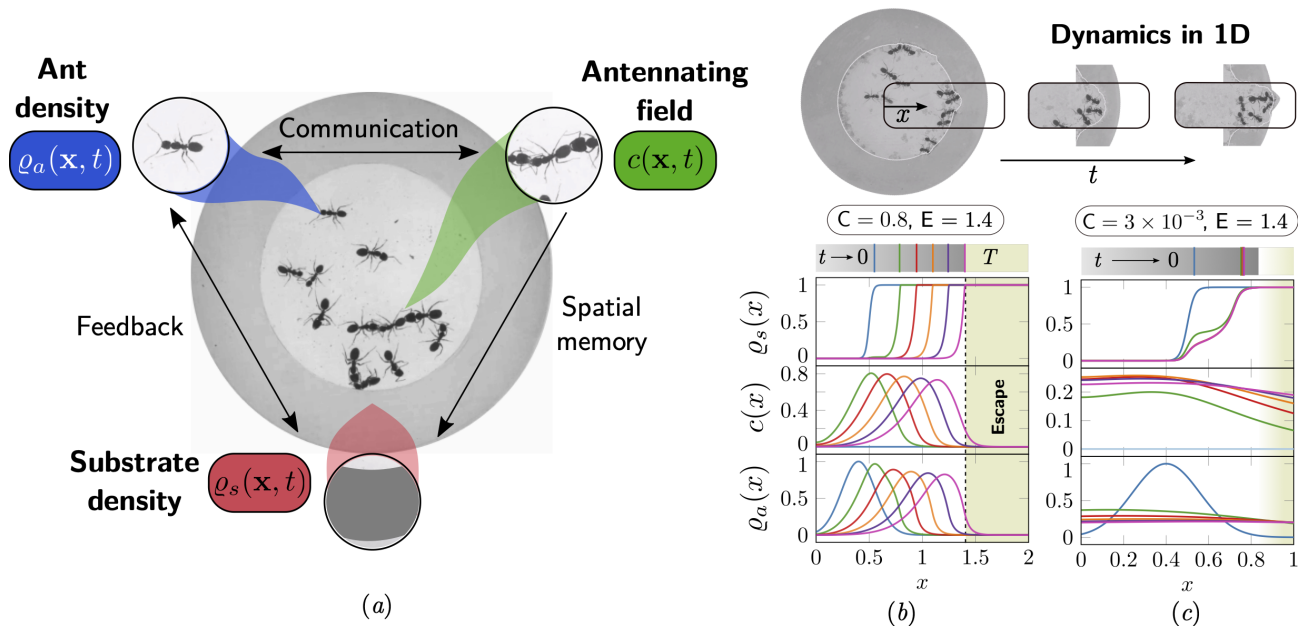 Ant
density
ϱₐ(x, t)
Communication
Antennating
field
c(x, t)
Feedback
Spatial
memory
Substrate
density
ϱₛ(x, t)
(a)
Dynamics in 1D
x
t
C = 0.8, E = 1.4
t → 0
T
ϱₛ(x)
1
0.5
0
c(x)
0.8
0.4
0
Escape
ϱₐ(x)
1
0.5
0
0
0.5
1
1.5
2
x
(b)
C = 3 × 10⁻³, E = 1.4
t → 0
1
0.5
0
0.2
0.1
0
1
0.5
0
0
0.2
0.4
0.6
0.8
1
x
(c)